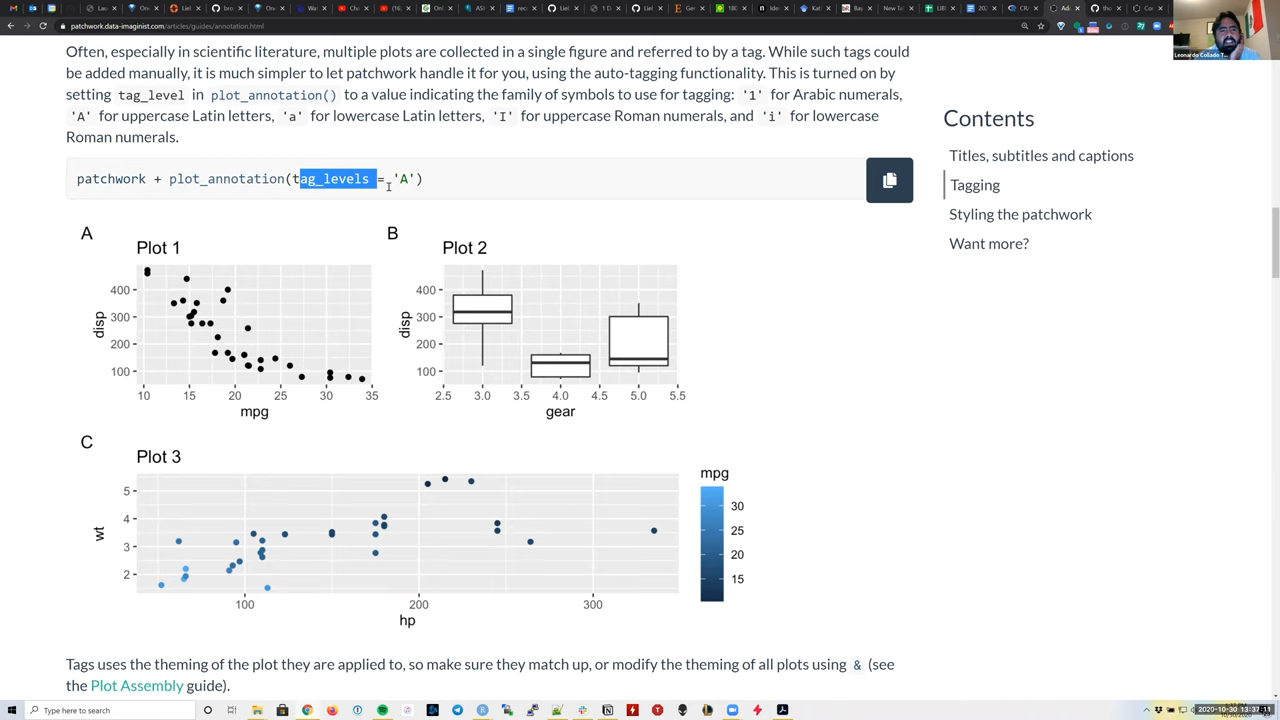 patchwork.data-imaginist.org/articles/guides/annotation.html
Leonardo Collado T...
Often, especially in scientific literature, multiple plots are collected in a single figure and referred to by a tag. While such tags could
be added manually, it is much simpler to let patchwork handle it for you, using the auto-tagging functionality. This is turned on by
setting tag_level in plot_annotation() to a value indicating the family of symbols to use for tagging: '1' for Arabic numerals,
'A' for uppercase Latin letters, 'a' for lowercase Latin letters, 'I' for uppercase Roman numerals, and 'i' for lowercase
Roman numerals.
patchwork + plot_annotation(tag_levels = 'A')
Contents
Titles, subtitles and captions
Tagging
Styling the patchwork
Want more?
A
Plot 1
400
300
200
100
disp
10 15 20 25 30 35
mpg
B
Plot 2
400
300
200
100
disp
2.5 3.0 3.5 4.0 4.5 5.0 5.5
gear
C
Plot 3
5
4
3
2
wt
100 200 300
hp
mpg
30
25
20
15
Tags uses the theming of the plot they are applied to, so make sure they match up, or modify the theming of all plots using & (see
the Plot Assembly guide).
Type here to search
2020-10-30 13:37:11